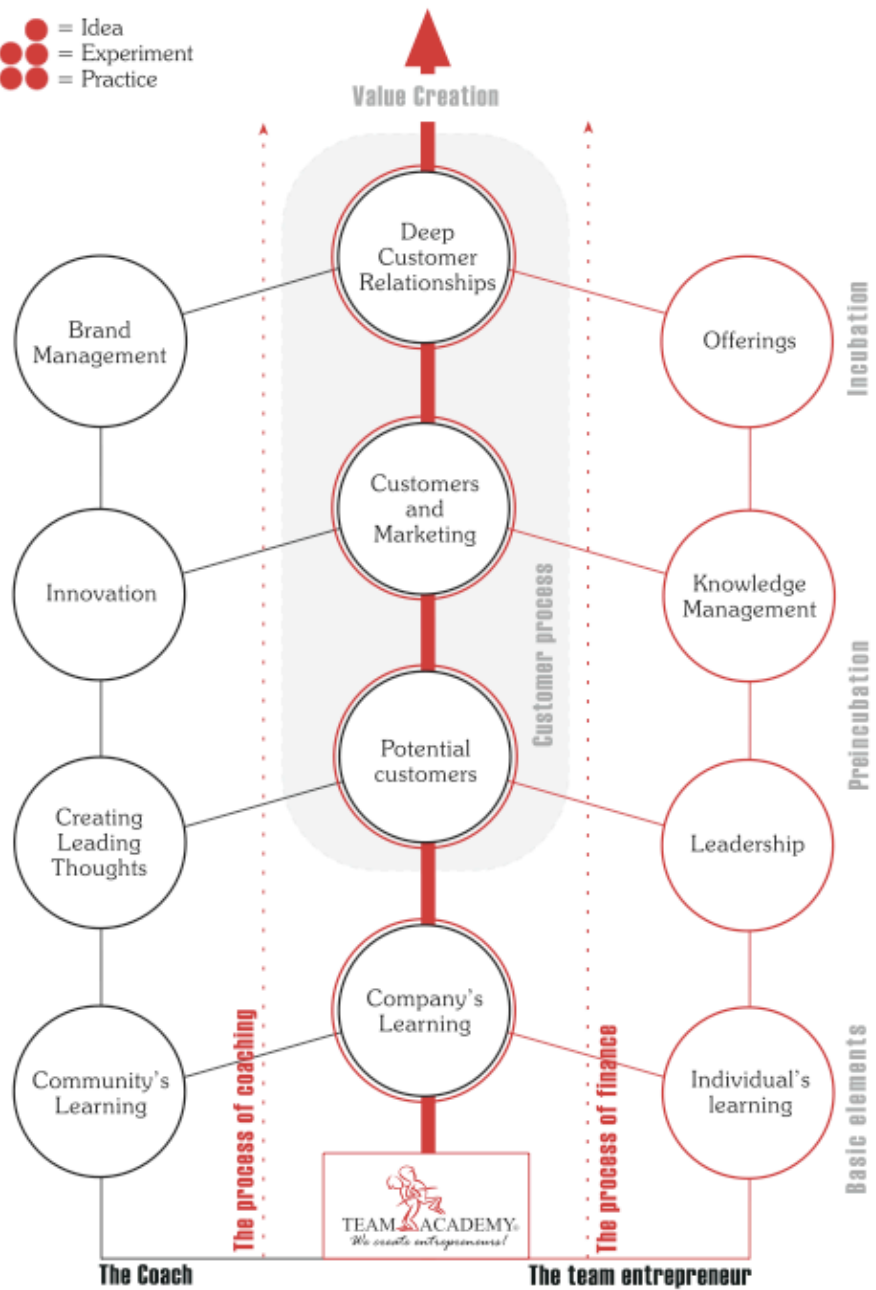 = Idea
= Experiment
= Practice
Value Creation
Deep
Customer
Relationships
Brand
Management
Offerings
Incubation
Customers
and
Marketing
Innovation
Knowledge
Management
Customer process
Preincubation
Potential
customers
Creating
Leading
Thoughts
Leadership
Company's
Learning
Community's
Learning
Individual's
learning
The process of coaching
The process of finance
Basic elements
TEAM ACADEMY®
We create entrepreneurs!
The Coach
The team entrepreneur